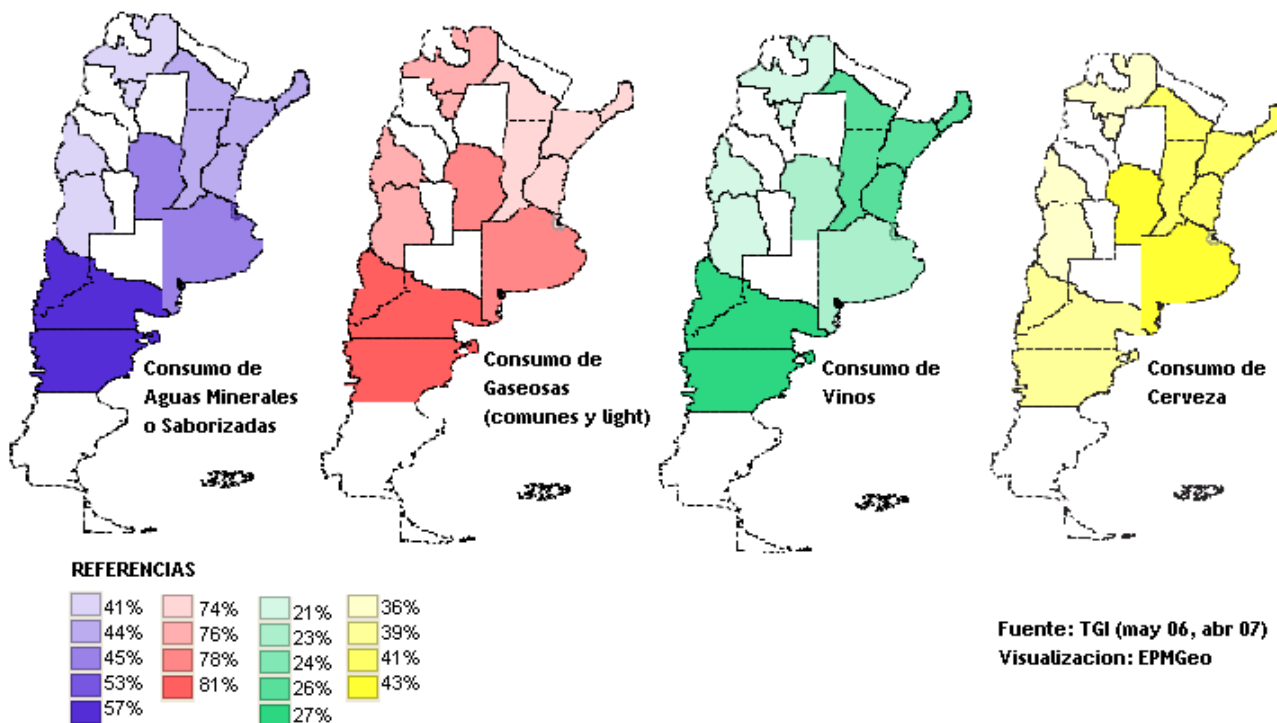 Consumo de
Aguas Minerales
o Saborizadas
Consumo de
Gaseosas
(comunes y light)
Consumo de
Vinos
Consumo de
Cerveza
REFERENCIAS
41% 74% 21% 36%
44% 76% 23% 39%
45% 78% 24% 41%
53% 81% 26% 43%
57% 27%
Fuente: TGI (may 06, abr 07)
Visualizacion: EPMGeo